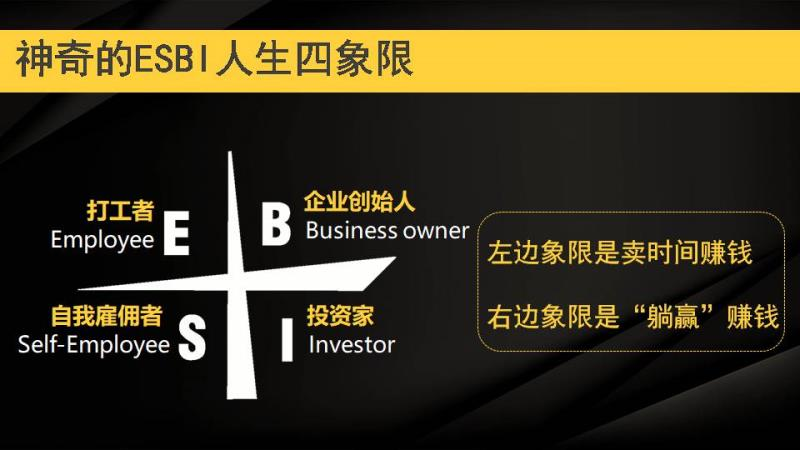 神奇的ESBI人生四象限
打工者
Employee
E
B
企业创始人
Business owner
自我雇佣者
Self-Employee
S
I
投资家
Investor
左边象限是卖时间赚钱
右边象限是“躺赢”赚钱